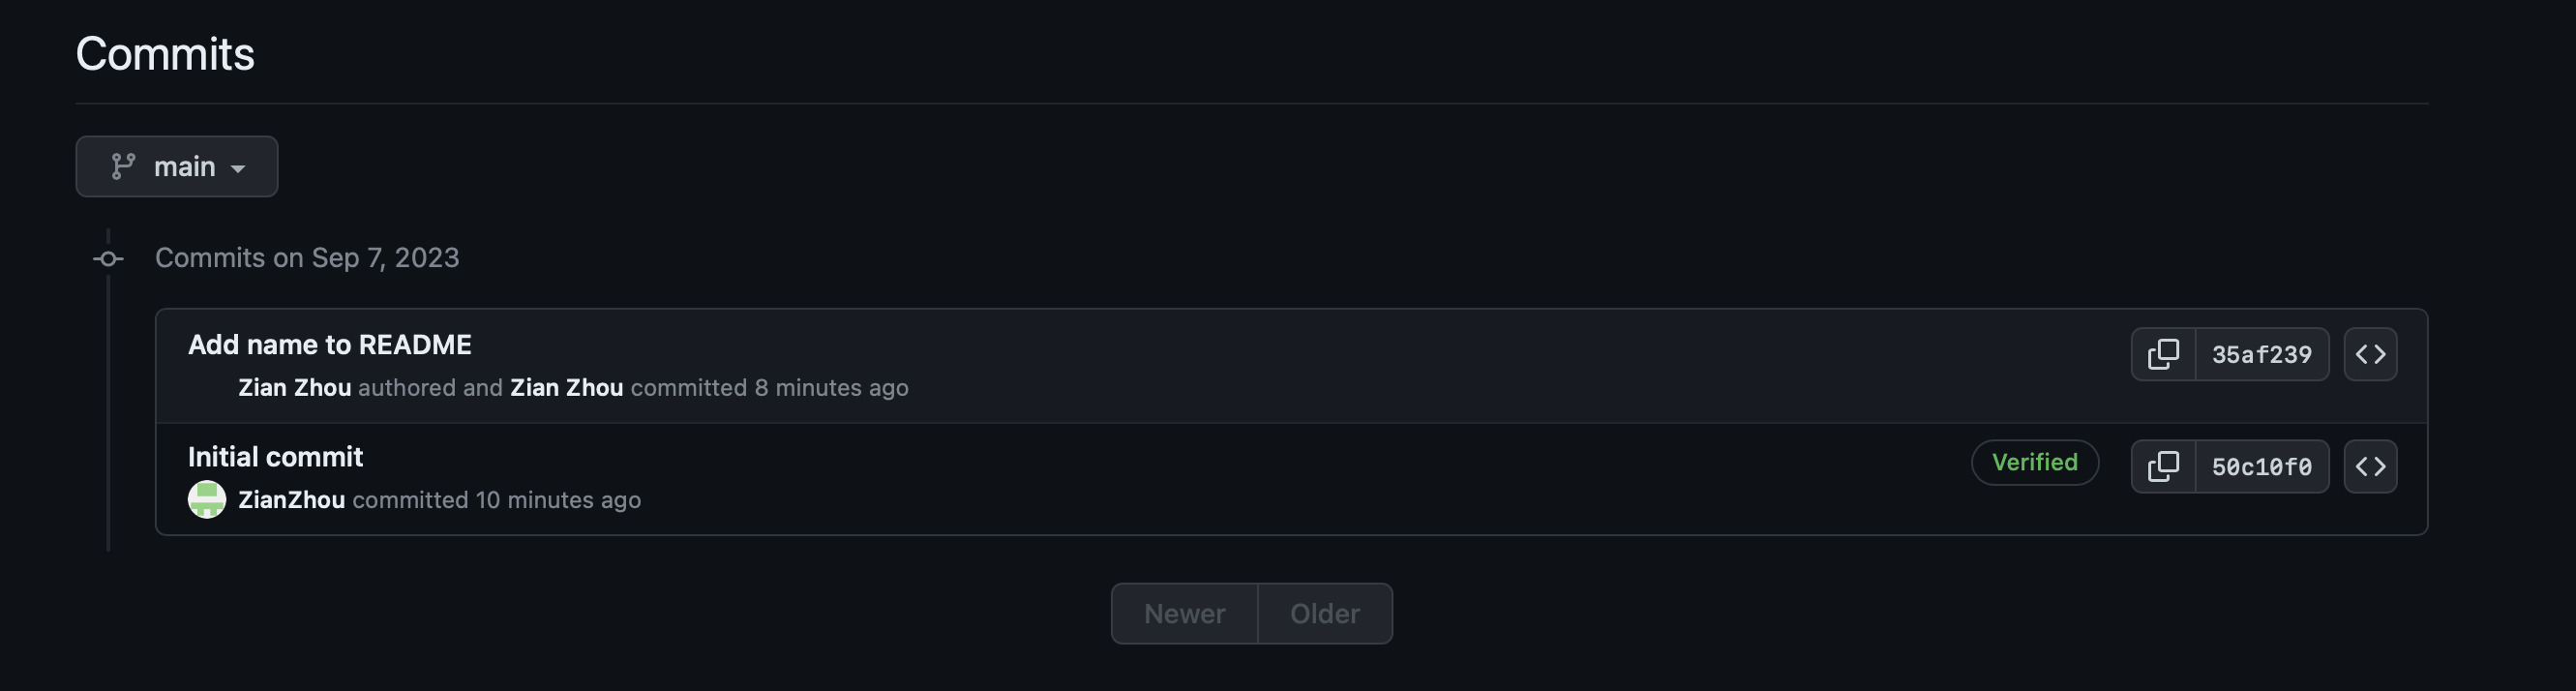 Commits
main
Commits on Sep 7, 2023
Add name to README
35af239
Zian Zhou authored and Zian Zhou committed 8 minutes ago
Initial commit
Verified
50c10f0
ZianZhou committed 10 minutes ago
Newer
Older